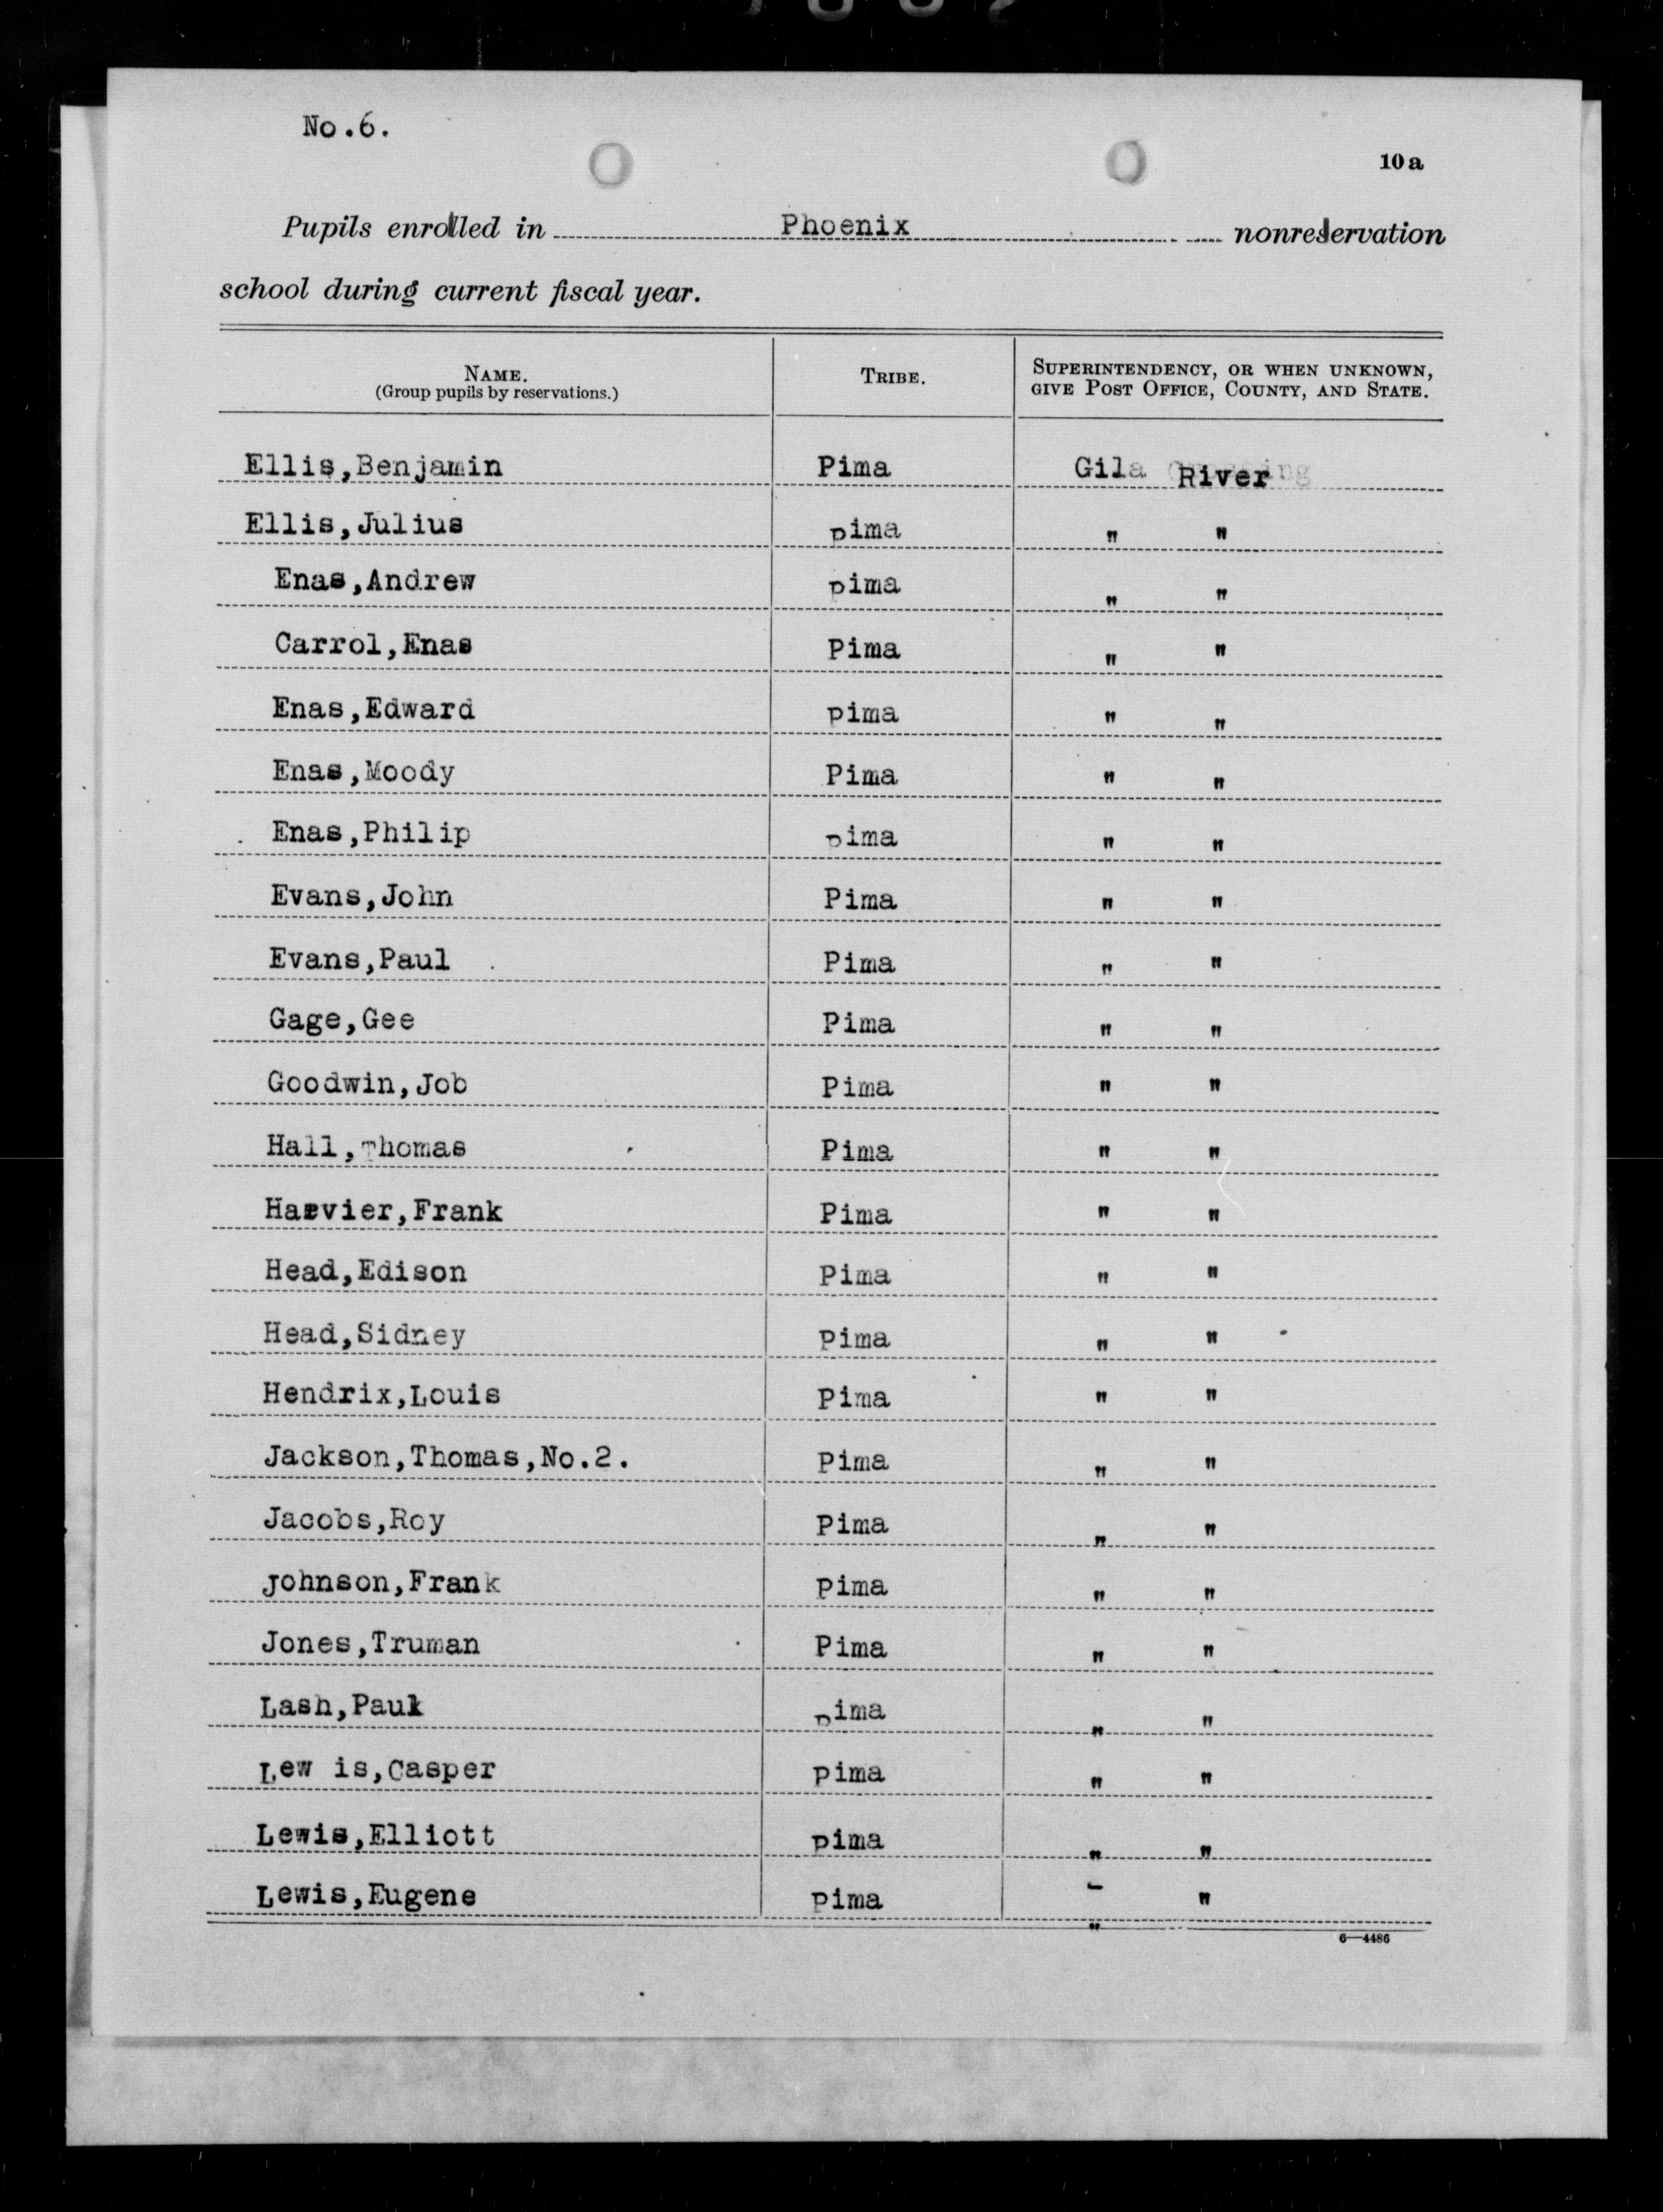 No.6.
10a
Pupils enrolled in Phoenix nonreservation
school during current fiscal year.
NAME.
(Group pupils by reservations.)
TRIBE.
SUPERINTENDENCY, OR WHEN UNKNOWN,
GIVE POST OFFICE, COUNTY, AND STATE.
Ellis,Benjamin Pima Gila River
Ellis,Julius Pima " "
Enas,Andrew Pima " "
Carrol,Enas Pima " "
Enas,Edward Pima " "
Enas,Moody Pima " "
Enas,Philip Pima " "
Evans,John Pima " "
Evans,Paul Pima " "
Gage,Gee Pima " "
Goodwin,Job Pima " "
Hall,Thomas Pima " "
Harvier,Frank Pima " "
Head,Edison Pima " "
Head,Sidney Pima " "
Hendrix,Louis Pima " "
Jackson,Thomas,No.2. Pima " "
Jacobs,Roy Pima " "
Johnson,Frank Pima " "
Jones,Truman Pima " "
Lash,Paul Pima " "
Lew is,Casper Pima " "
Lewis,Elliott Pima " "
Lewis,Eugene Pima " "
6—4486